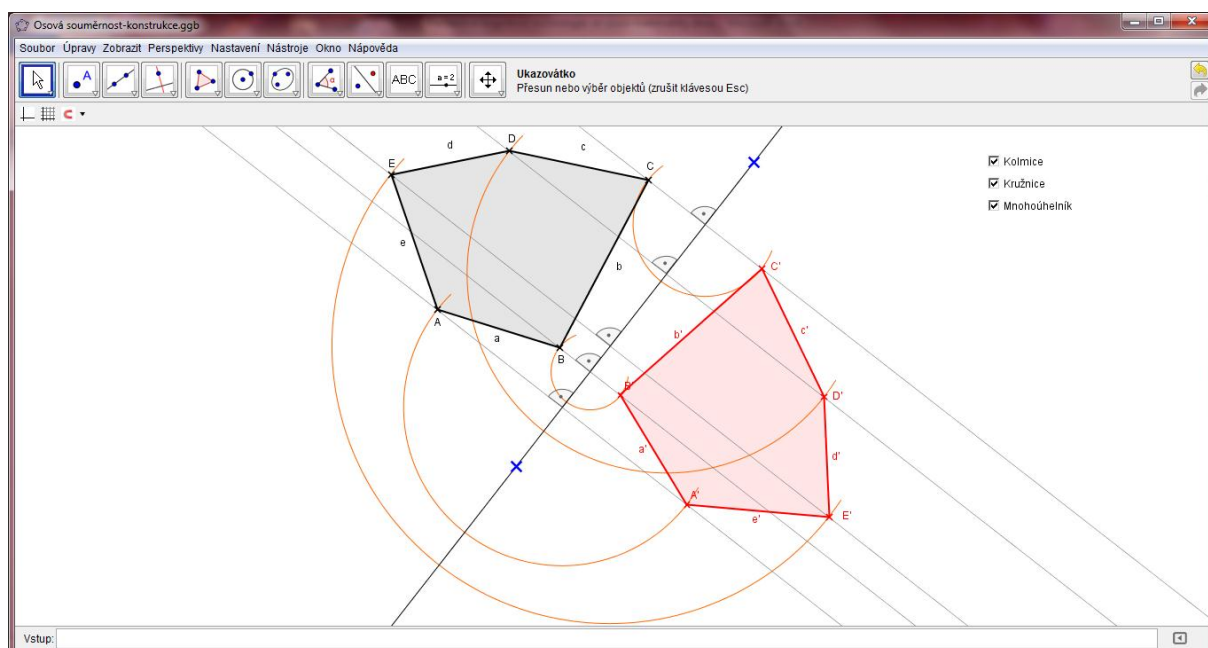 Osová souměrnost-konstrukce.ggb
Soubor Úpravy Zobrazit Perspektivy Nastavení Nástroje Okno Nápověda
A
α
ABC
a=2
Ukazovátko
Přesun nebo výběr objektů (zrušit klávesou Esc)
D
d
c
E
C
Kolmice
Kružnice
Mnohoúhelník
e
b
C'
A
a
b'
c'
B
B'
D'
a'
d'
A'
e'
E'
Vstup: